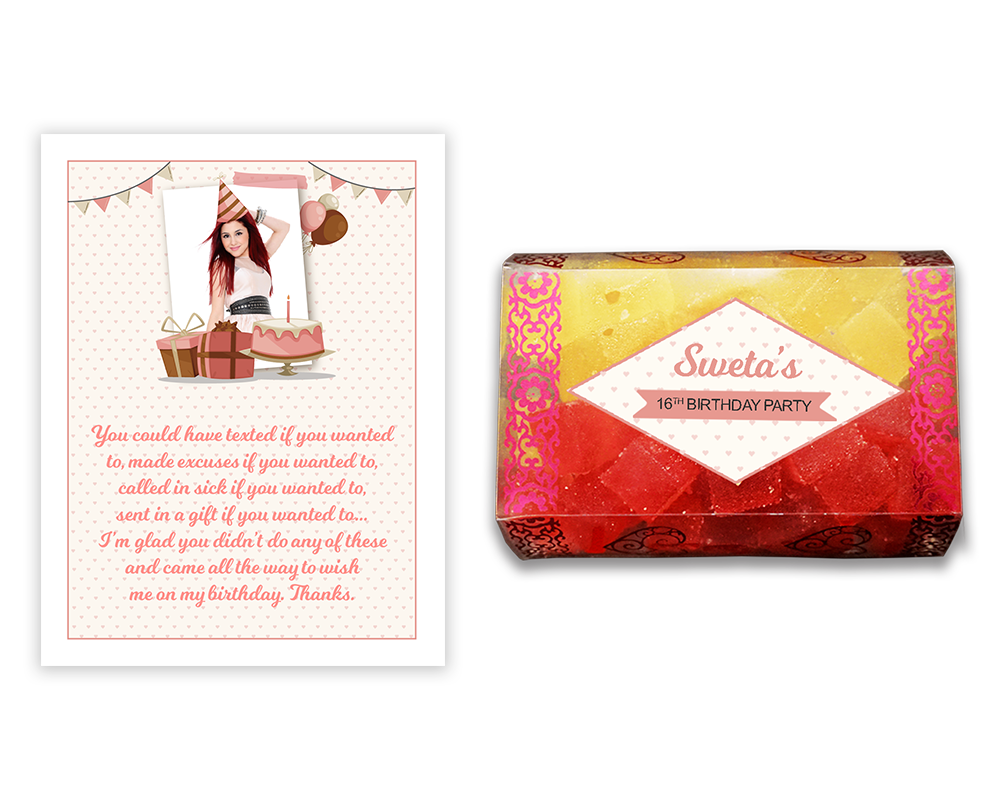 You could have texted if you wanted
to, made excuses if you wanted to,
called in sick if you wanted to,
sent in a gift if you wanted to...
I'm glad you didn't do any of these
and came all the way to wish
me on my birthday. Thanks.
Sweta's
16TH BIRTHDAY PARTY